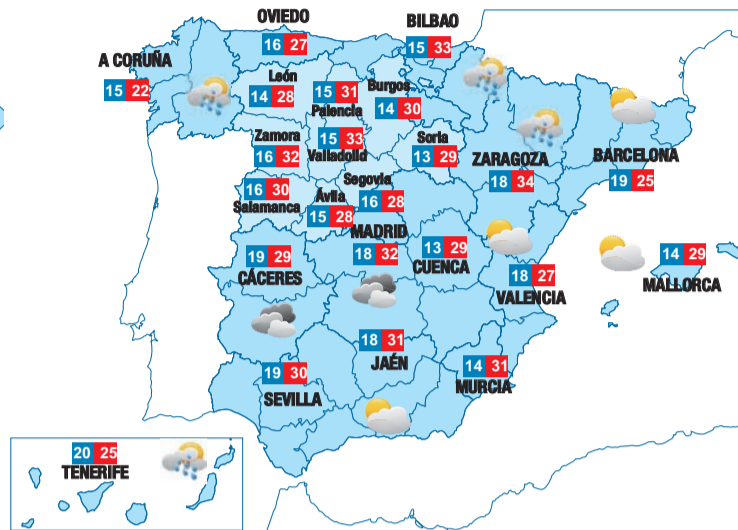 OVIEDO
16 27
BILBAO
15 33
A CORUÑA
15 22
León
14 28
15 31
Palencia
Burgos
14 30
Zamora
16 32
15 33
Valladolid
Soria
13 29
ZARAGOZA
18 34
BARCELONA
19 25
16 30
Salamanca
Ávila
15 28
Segovia
16 28
MADRID
18 32
13 29
CUENCA
19 29
CÁCERES
18 27
VALENCIA
14 29
MALLORCA
18 31
JAÉN
19 30
SEVILLA
14 31
MURCIA
20 25
TENERIFE